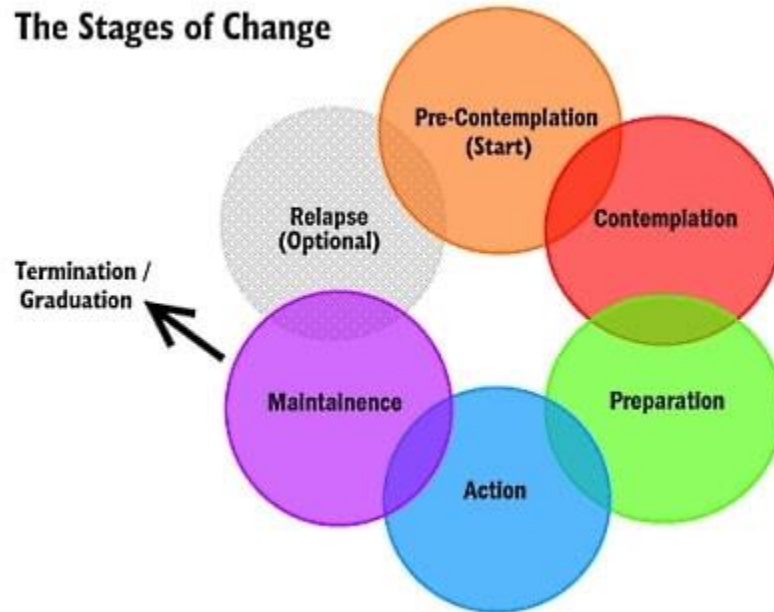 The Stages of Change
Pre-Contemplation
(Start)
Contemplation
Relapse
(Optional)
Termination /
Graduation
Maintainence
Preparation
Action